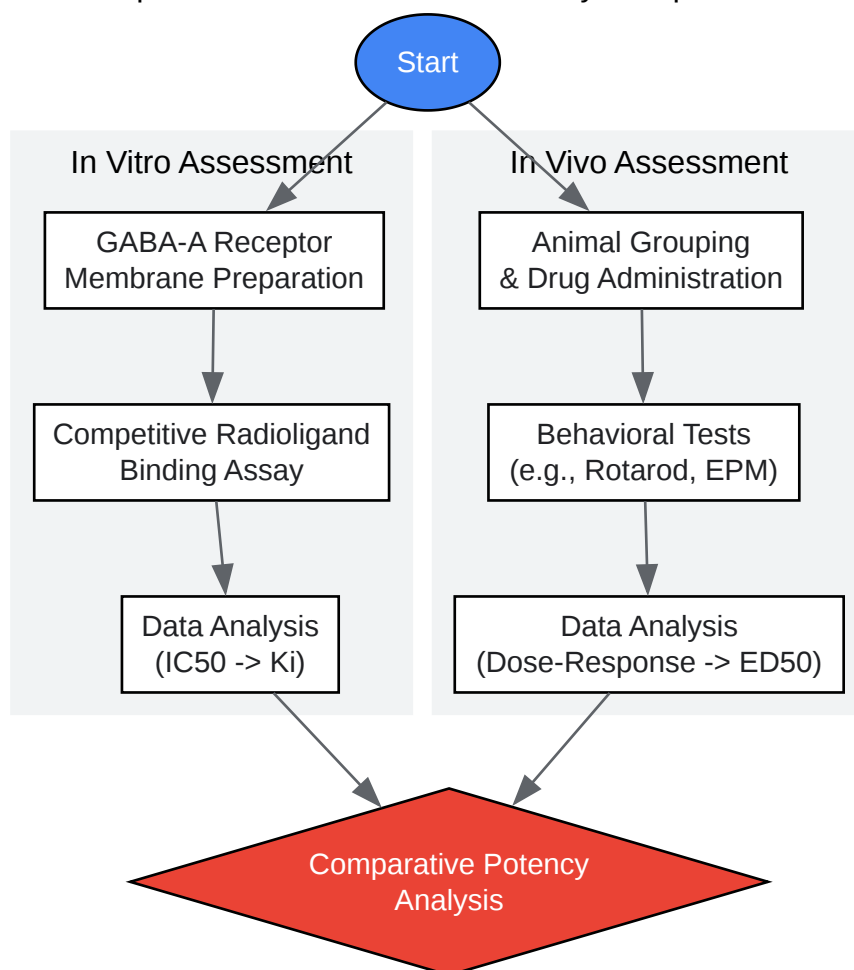 Start
In Vitro Assessment
GABA-A Receptor
Membrane Preparation
Competitive Radioligand
Binding Assay
Data Analysis
(IC50 -> Ki)
In Vivo Assessment
Animal Grouping
& Drug Administration
Behavioral Tests
(e.g., Rotarod, EPM)
Data Analysis
(Dose-Response -> ED50)
Comparative Potency
Analysis